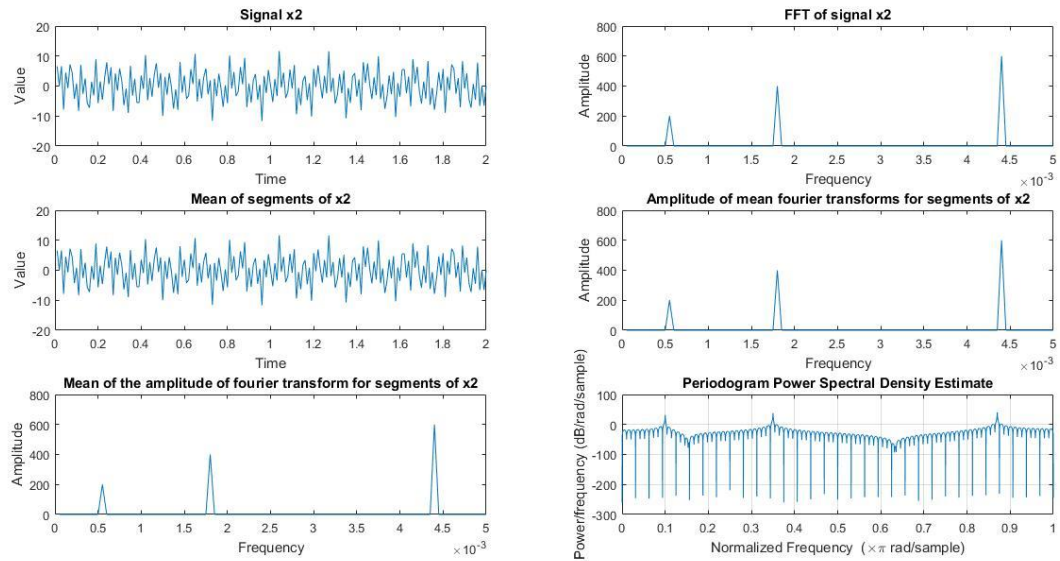 Signal x2
20
10
0
-10
-20
Value
0 0.2 0.4 0.6 0.8 1 1.2 1.4 1.6 1.8 2
Time
FFT of signal x2
800
600
400
200
0
Amplitude
0 0.5 1 1.5 2 2.5 3 3.5 4 4.5 5
Frequency
×10⁻³
Mean of segments of x2
20
10
0
-10
-20
Value
0 0.2 0.4 0.6 0.8 1 1.2 1.4 1.6 1.8 2
Time
Amplitude of mean fourier transforms for segments of x2
800
600
400
200
0
Amplitude
0 0.5 1 1.5 2 2.5 3 3.5 4 4.5 5
Frequency
×10⁻³
Mean of the amplitude of fourier transform for segments of x2
800
600
400
200
0
Amplitude
0 0.5 1 1.5 2 2.5 3 3.5 4 4.5 5
Frequency
×10⁻³
Periodogram Power Spectral Density Estimate
100
0
-100
-200
-300
Power/frequency (dB/rad/sample)
0 0.1 0.2 0.3 0.4 0.5 0.6 0.7 0.8 0.9 1
Normalized Frequency (×π rad/sample)